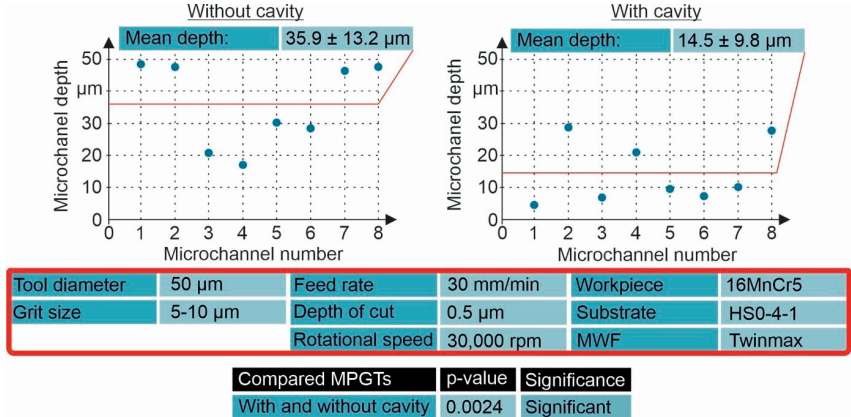 Without cavity
Mean depth: 35.9 ± 13.2 µm
Microchanel depth
50
µm
30
20
10
0
0 1 2 3 4 5 6 7 8
Microchannel number
With cavity
Mean depth: 14.5 ± 9.8 µm
Microchanel depth
50
µm
30
20
10
0
0 1 2 3 4 5 6 7 8
Microchannel number
Tool diameter 50 µm Feed rate 30 mm/min Workpiece 16MnCr5
Grit size 5-10 µm Depth of cut 0.5 µm Substrate HS0-4-1
Rotational speed 30,000 rpm MWF Twinmax
Compared MPGTs p-value Significance
With and without cavity 0.0024 Significant